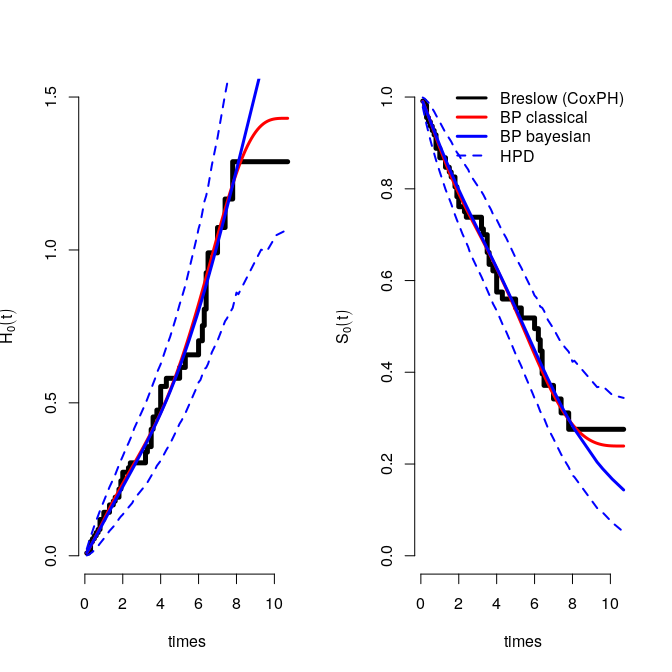 H₀(t)
1.5
1.0
0.5
0.0
0 2 4 6 8 10
times
S₀(t)
1.0
0.8
0.6
0.4
0.2
0.0
0 2 4 6 8 10
times
Breslow (CoxPH)
BP classical
BP bayesian
HPD